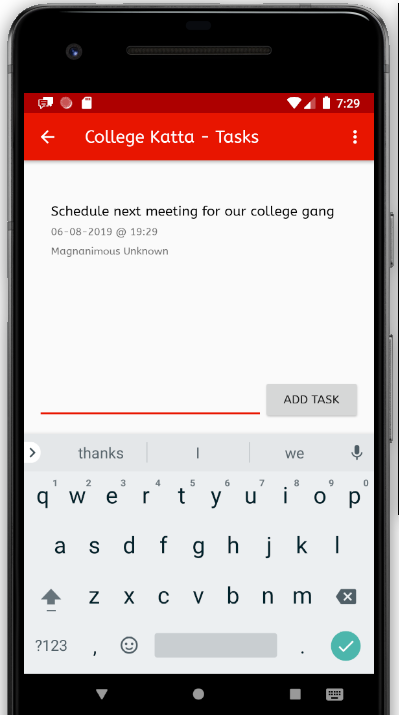 7:29
College Katta - Tasks
Schedule next meeting for our college gang
06-08-2019 @ 19:29
Magnanimous Unknown
ADD TASK
thanks I we
1 2 3 4 5 6 7 8 9 0
q w e r t y u i o p
a s d f g h j k l
z x c v b n m
?123 , .